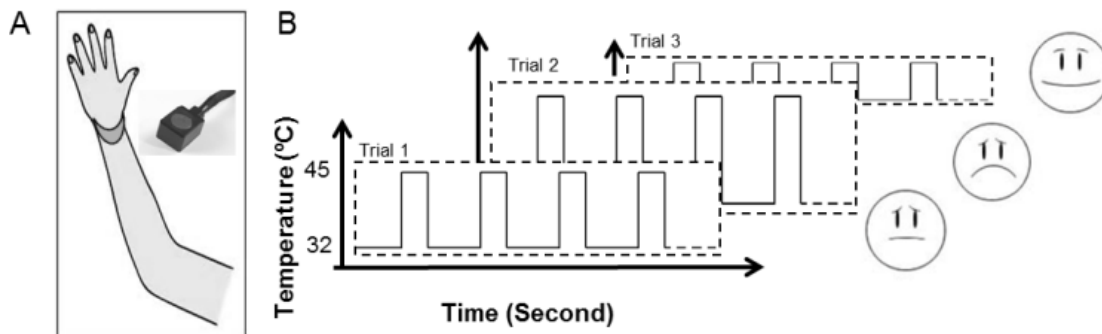 A
B
Trial 3
Trial 2
Trial 1
Temperature (ºC)
45
32
Time (Second)